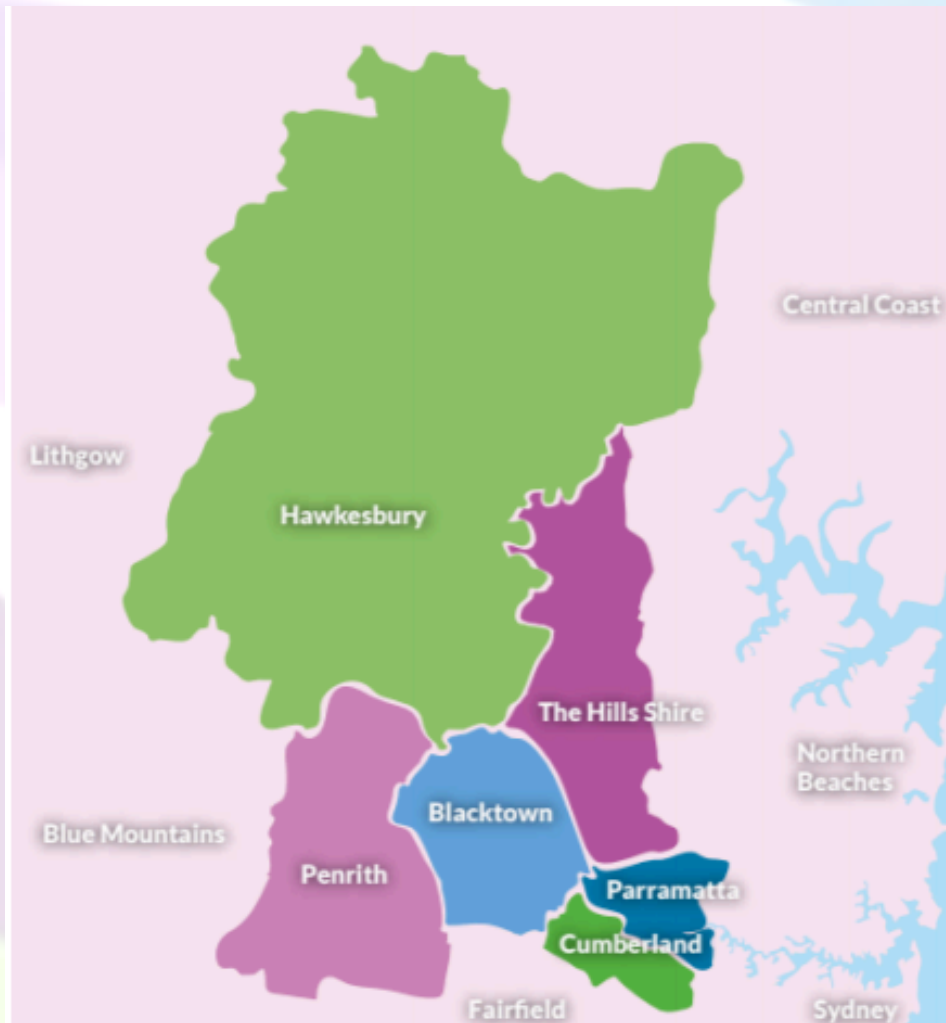 Central Coast
Lithgow
Hawkesbury
The Hills Shire
Northern
Beaches
Blacktown
Blue Mountains
Penrith
Parramatta
Cumberland
Fairfield
Sydney